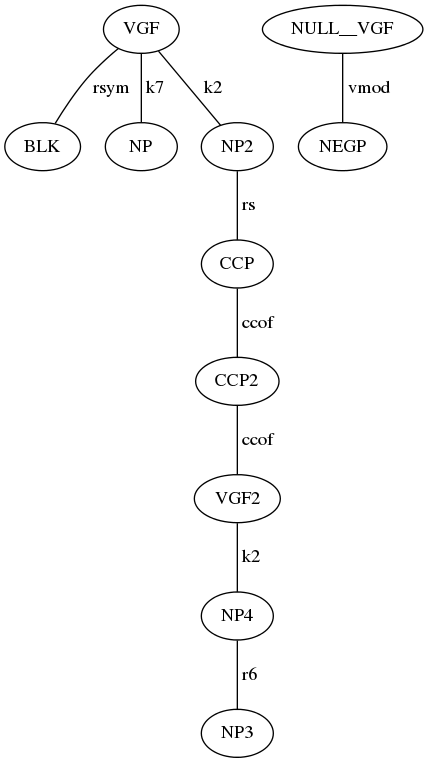 VGF
NULL__VGF
rsym
k7
k2
vmod
BLK
NP
NP2
NEGP
rs
CCP
ccof
CCP2
ccof
VGF2
k2
NP4
r6
NP3